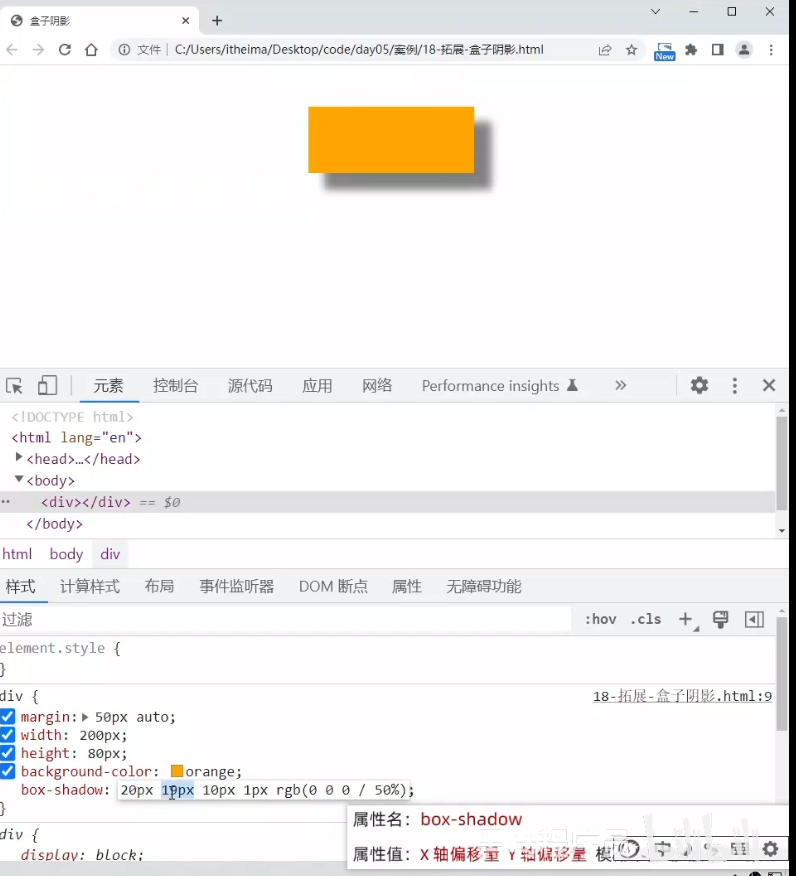 盒子阴影
文件 C:/Users/itheima/Desktop/code/day05/案例/18-拓展-盒子阴影.html
New
元素 控制台 源代码 应用 网络 Performance insights
<!DOCTYPE html>
<html lang="en">
<head>…</head>
<body>
<div></div> == $0
</body>
html body div
样式 计算样式 布局 事件监听器 DOM 断点 属性 无障碍功能
过滤 :hov .cls
element.style {
}
div { 18-拓展-盒子阴影.html:9
margin: 50px auto;
width: 200px;
height: 80px;
background-color: orange;
box-shadow: 20px px 10px 1px rgb(0 0 0 / 50%);
}
div {
display: block;
属性名：box-shadow
属性值：X 轴偏移量 Y 轴偏移量 模
中